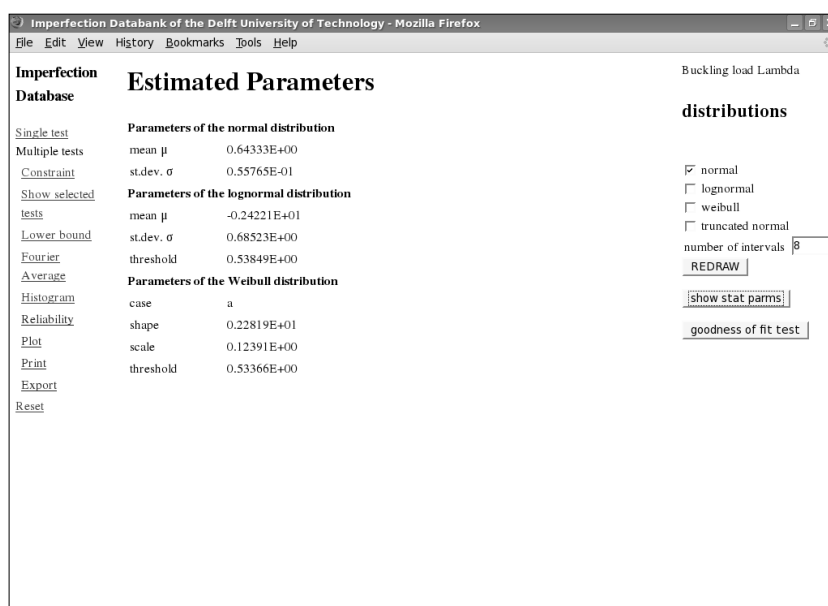 Imperfection Databank of the Delft University of Technology - Mozilla Firefox
File Edit View History Bookmarks Tools Help
Imperfection
Database
Single test
Multiple tests
Constraint
Show selected
tests
Lower bound
Fourier
Average
Histogram
Reliability
Plot
Print
Export
Reset
Estimated Parameters
Parameters of the normal distribution
mean μ 0.64333E+00
st.dev. σ 0.55765E-01
Parameters of the lognormal distribution
mean μ -0.24221E+01
st.dev. σ 0.68523E+00
threshold 0.53849E+00
Parameters of the Weibull distribution
case a
shape 0.22819E+01
scale 0.12391E+00
threshold 0.53366E+00
Buckling load Lambda
distributions
normal
lognormal
weibull
truncated normal
number of intervals 8
REDRAW
show stat parms
goodness of fit test